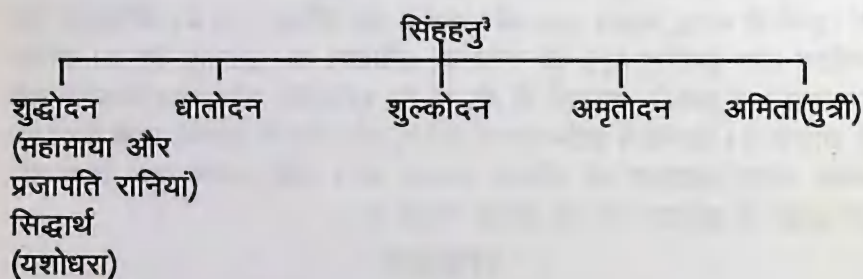 सिंहहनु³
शुद्धोदन धोतोदन शुल्कोदन अमृतोदन अमिता(पुत्री)
(महामाया और
प्रजापति रानियां)
सिद्धार्थ
(यशोधरा)